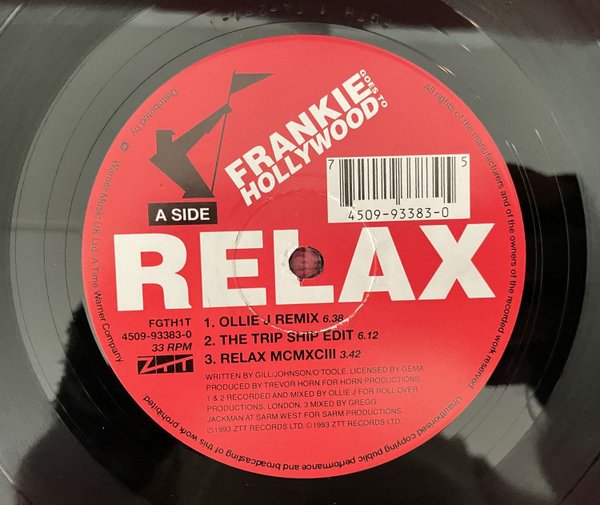 FRANKIE
GOES TO
HOLLYWOOD
7 5
4509-93383-0
A SIDE
RELAX
FGTH1T
4509-93383-0
33 RPM
ZTT
1. OLLIE J REMIX 6.38
2. THE TRIP SHIP EDIT 6.12
3. RELAX MCMXCIII 3.42
WRITTEN BY GILL/JOHNSON/O'TOOLE. LICENSED BY GEMA.
PRODUCED BY TREVOR HORN FOR HORN PRODUCTIONS
1 & 2 RECORDED AND MIXED BY OLLIE J FOR ROLL OVER
PRODUCTIONS, LONDON. 3 MIXED BY GREGG
JACKMAN AT SARM WEST FOR SARM PRODUCTIONS.
℗1993 ZTT RECORDS LTD. ©1993 ZTT RECORDS LTD.
All rights of the manufacturers and of the owners of the recorded work reserved
Unauthorised copying public performance and broadcasting of this work prohibited
Distributed by Warner Music UK Ltd. A Time Warner Company.